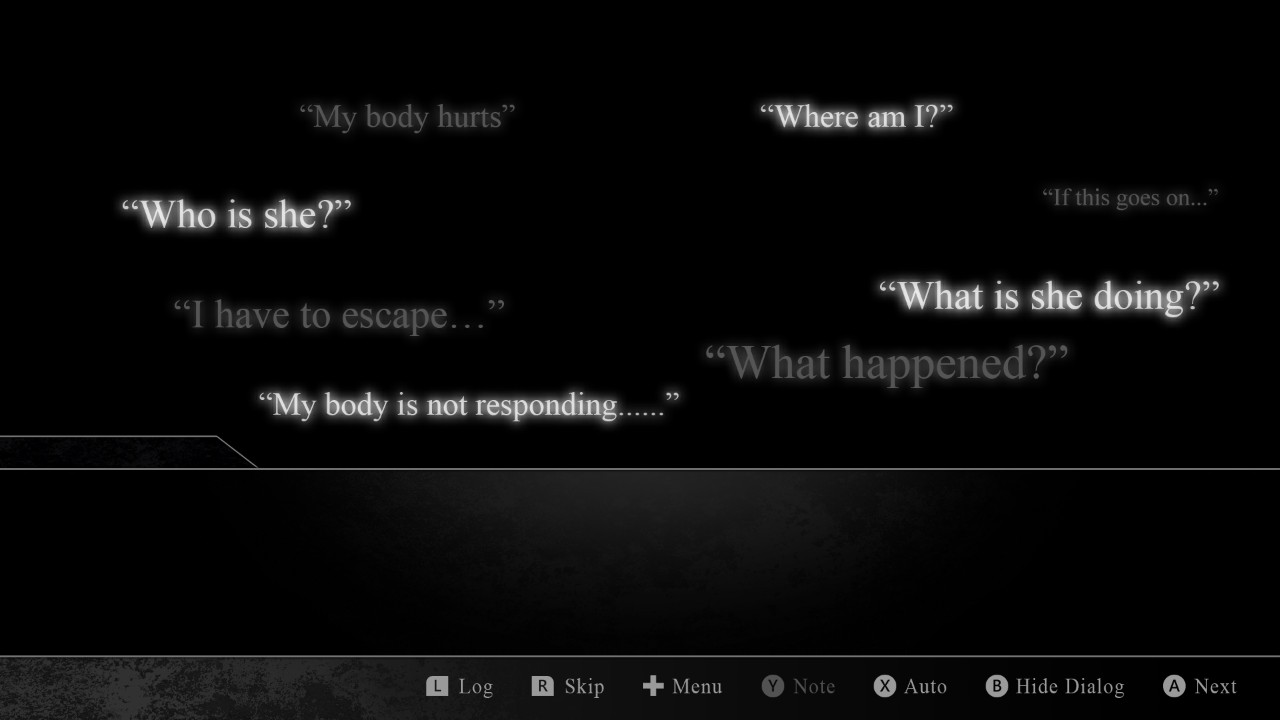 “My body hurts”
“Where am I?”
“If this goes on...”
“Who is she?”
“What is she doing?”
“I have to escape…”
“What happened?”
“My body is not responding......”
L Log R Skip Menu Y Note X Auto B Hide Dialog A Next